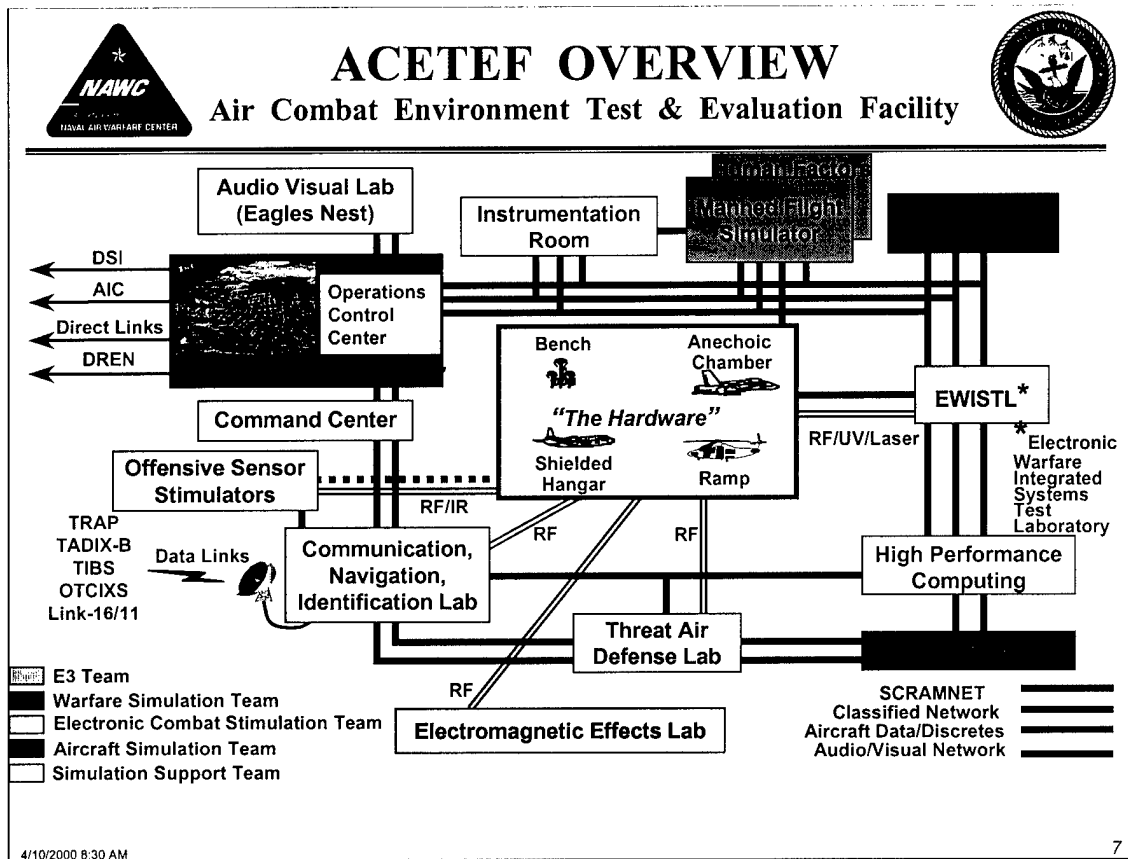 ACETEF OVERVIEW
Air Combat Environment Test & Evaluation Facility
NAWC
NAVAL AIR WARFARE CENTER
Audio Visual Lab
(Eagles Nest)
Instrumentation
Room
Human Factor
Manned Flight
Simulator
DSI
AIC
Direct Links
DREN
Operations
Control
Center
Bench
Anechoic
Chamber
"The Hardware"
Shielded
Hangar
Ramp
EWISTL*
RF/UV/Laser
*Electronic
Warfare
Integrated
Systems
Test
Laboratory
Command Center
Offensive Sensor
Stimulators
RF/IR
RF
RF
TRAP
TADIX-B
TIBS
OTCIXS
Link-16/11
Data Links
Communication,
Navigation,
Identification Lab
High Performance
Computing
Threat Air
Defense Lab
RF
Electromagnetic Effects Lab
E3 Team
Warfare Simulation Team
Electronic Combat Stimulation Team
Aircraft Simulation Team
Simulation Support Team
SCRAMNET
Classified Network
Aircraft Data/Discretes
Audio/Visual Network
4/10/2000 8:30 AM
7